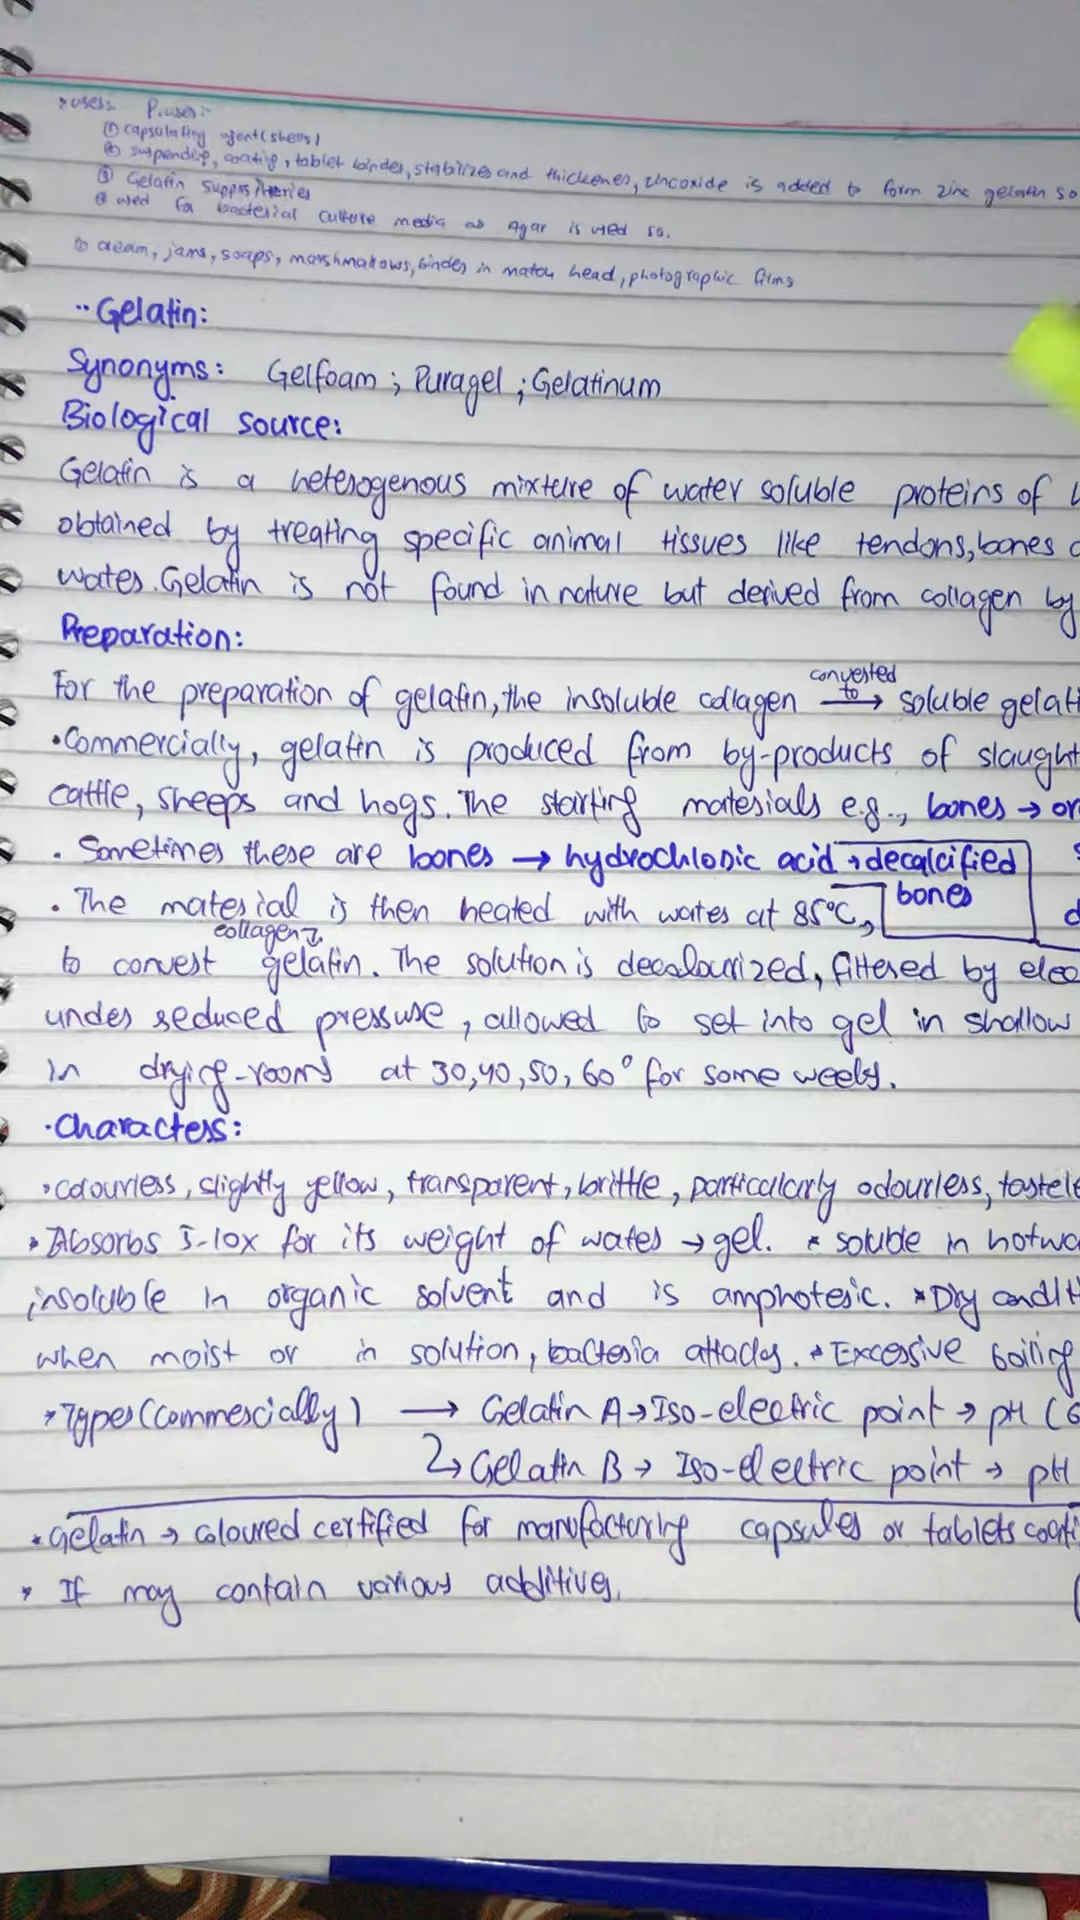 uses: P.uses:-
① capsulating agent (shells)
② suspending, coating, tablet binder, stabilizes and thickener, zincoxide is added to form zinc gelatin so
③ Gelatin suppositories
④ used for bacterial culture media as Agar is used so.
① cream, jams, soaps, marshmallows, binder in match head, photographic films
Gelatin:
Synonyms: Gelfoam ; Puragel ; Gelatinum
Biological source:
Gelatin is a heterogenous mixture of water soluble proteins of
obtained by treating specific animal tissues like tendons, bones
water. Gelatin is not found in nature but derived from collagen by
Preparation:
For the preparation of gelatin, the insoluble collagen converted to → soluble gelati
•Commercially, gelatin is produced from by-products of slaught
cattle, sheeps and hogs. The starting materials e.g., bones → or
• Sometimes these are bones → hydrochloric acid → decalcified
bones
• The material is then heated with water at 85°C,
collagen
to convert gelatin. The solution is decolourized, filtered by elec
under reduced pressure, allowed to set into gel in shallow
in drying-rooms at 30,40,50,60° for some weeks.
•Characters:
•colourless, slightly yellow, transparent, brittle, particularly odourless, tastele
• Absorbs 5-10x for its weight of water → gel. * soluble in hotwa
insoluble in organic solvent and is amphoteric. *Dry condit
when moist or in solution, bacteria attacks. * Excessive boiling
* Types (commercially) → Gelatin A → Iso-electric point → pH (
↳ Gelatin B → Iso-electric point → pH
* Gelatin → coloured certified for manufacturing capsules or tablets coati
* It may contain various additives.